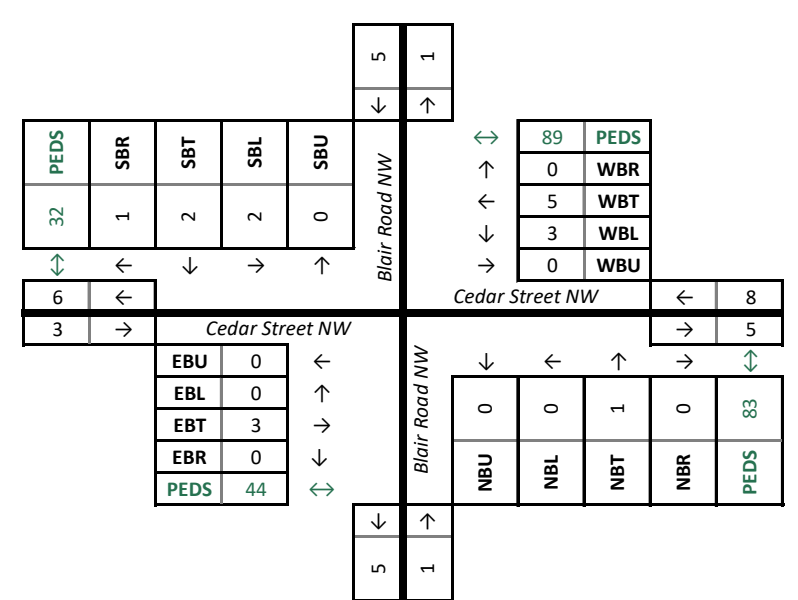 5 1
↓ ↑
PEDS SBR SBT SBL SBU
32 1 2 2 0
↕ ← ↓ → ↑
Blair Road NW
↔ 89 PEDS
↑ 0 WBR
← 5 WBT
↓ 3 WBL
→ 0 WBU
6 ← Cedar Street NW ← 8
3 → Cedar Street NW → 5
EBU 0 ←
EBL 0 ↑
EBT 3 →
EBR 0 ↓
PEDS 44 ↔
Blair Road NW
↓ ← ↑ → ↕
0 0 1 0 83
NBU NBL NBT NBR PEDS
↓ ↑
5 1